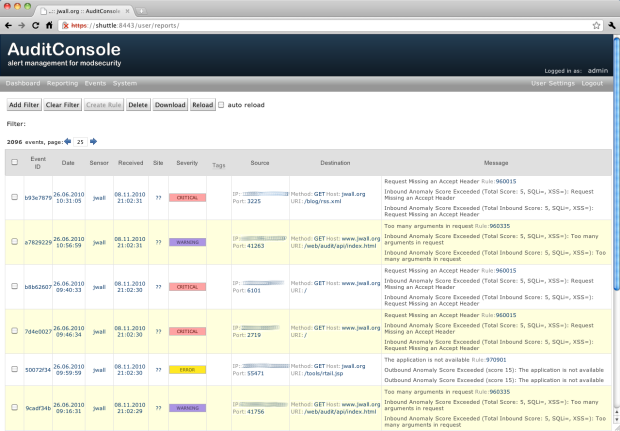 ..:: jwall.org :: AuditConsole
https://shuttle:8443/user/reports/
AuditConsole
alert management for modsecurity
Logged in as: admin
Dashboard Reporting Events System User Settings Logout
Add Filter Clear Filter Create Rule Delete Download Reload auto reload
Filter:
2096 events, page: 25
Event ID Date Sensor Received Site Severity Tags Source Destination Message
b93e7879 26.06.2010 10:31:05 jwall 08.11.2010 21:02:31 ?? CRITICAL IP: Port: 3225 Method: GET Host: jwall.org URI: /blog/rss.xml
Request Missing an Accept Header Rule:960015
Inbound Anomaly Score Exceeded (Total Score: 5, SQLi=, XSS=): Request Missing an Accept Header
Inbound Anomaly Score Exceeded (Total Inbound Score: 5, SQLi=, XSS=): Request Missing an Accept Header
a7829229 26.06.2010 10:56:59 jwall 08.11.2010 21:02:31 ?? WARNING IP: Port: 41263 Method: GET Host: www.jwall.org URI: /web/audit/api/index.html
Too many arguments in request Rule:960335
Inbound Anomaly Score Exceeded (Total Score: 5, SQLi=, XSS=): Too many arguments in request
Inbound Anomaly Score Exceeded (Total Inbound Score: 5, SQLi=, XSS=): Too many arguments in request
b8b62607 26.06.2010 09:40:33 jwall 08.11.2010 21:02:30 ?? CRITICAL IP: Port: 6101 Method: GET Host: www.jwall.org URI: /
Request Missing an Accept Header Rule:960015
Inbound Anomaly Score Exceeded (Total Score: 5, SQLi=, XSS=): Request Missing an Accept Header
Inbound Anomaly Score Exceeded (Total Inbound Score: 5, SQLi=, XSS=): Request Missing an Accept Header
7d4e0027 26.06.2010 09:46:34 jwall 08.11.2010 21:02:30 ?? CRITICAL IP: Port: 2719 Method: GET Host: www.jwall.org URI: /
Request Missing an Accept Header Rule:960015
Inbound Anomaly Score Exceeded (Total Score: 5, SQLi=, XSS=): Request Missing an Accept Header
Inbound Anomaly Score Exceeded (Total Inbound Score: 5, SQLi=, XSS=): Request Missing an Accept Header
50072f34 26.06.2010 09:59:59 jwall 08.11.2010 21:02:30 ?? ERROR IP: Port: 55471 Method: GET Host: jwall.org URI: /tools/rtail.jsp
The application is not available Rule:970901
Outbound Anomaly Score Exceeded (score 15): The application is not available
Outbound Anomaly Score Exceeded (score 15): The application is not available
9cadf34b 26.06.2010 09:16:31 jwall 08.11.2010 21:02:29 ?? WARNING IP: Port: 41756 Method: GET Host: www.jwall.org URI: /web/audit/api/index.html
Too many arguments in request Rule:960335
Inbound Anomaly Score Exceeded (Total Score: 5, SQLi=, XSS=): Too many arguments in request
Inbound Anomaly Score Exceeded (Total Inbound Score: 5, SQLi=, XSS=): Too many arguments in request